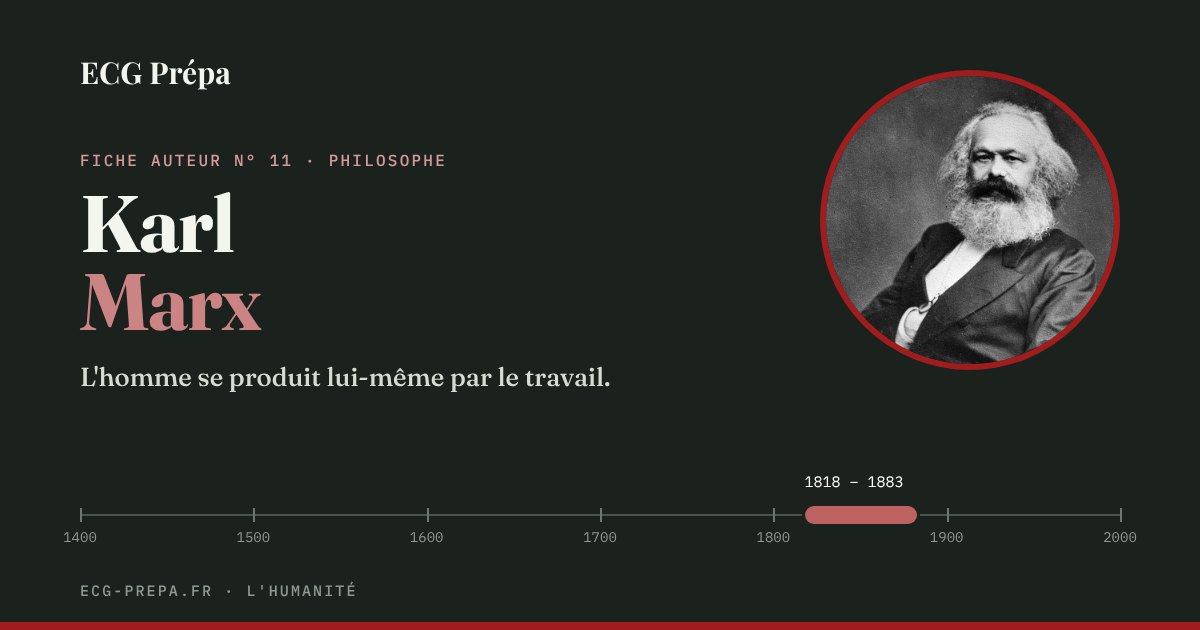 ECG Prépa
FICHE AUTEUR N° 11 · PHILOSOPHE
Karl
Marx
L'homme se produit lui-même par le travail.
1818 – 1883
1400 1500 1600 1700 1800 1900 2000
ECG-PREPA.FR · L'HUMANITÉ